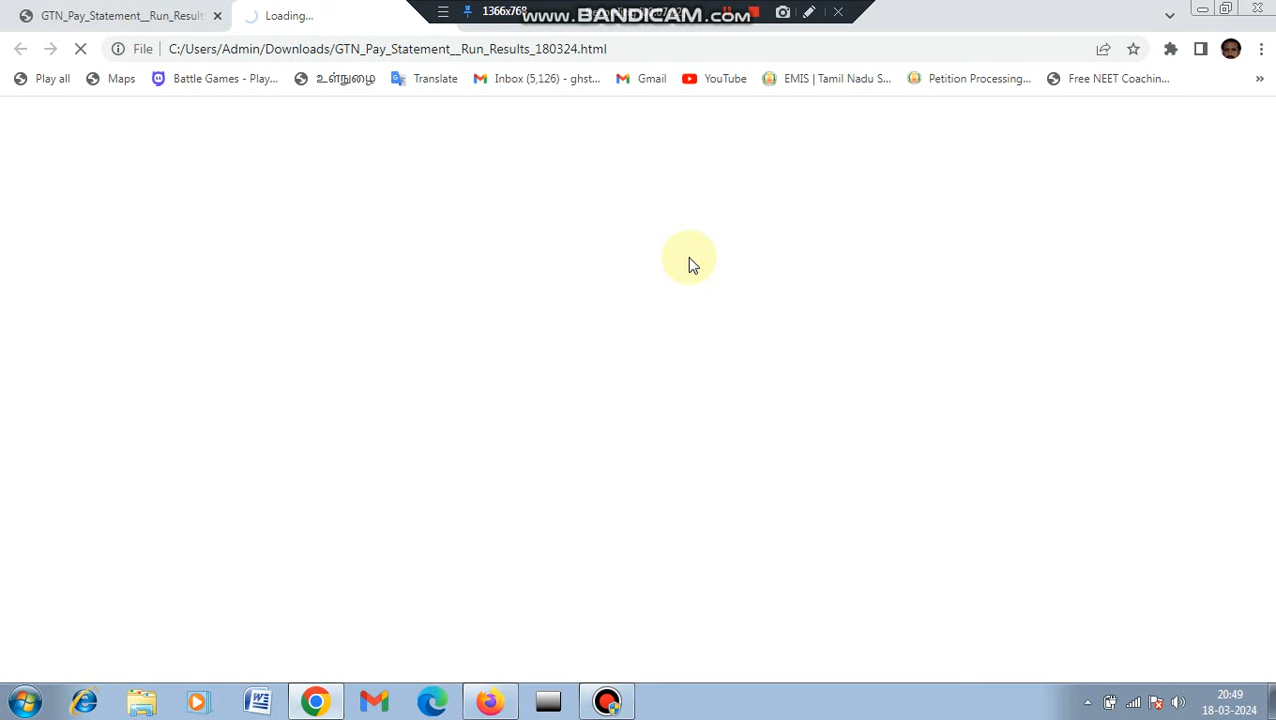 GTN_Pay_Statement__Run_Result
Loading...
1366x768
www.BANDICAM.com
File
C:/Users/Admin/Downloads/GTN_Pay_Statement__Run_Results_180324.html
Play all
Maps
Battle Games - Play...
உள்நுழை
Translate
Inbox (5,126) - ghst...
Gmail
YouTube
EMIS | Tamil Nadu S...
Petition Processing...
Free NEET Coachin...
»
20:49
18-03-2024